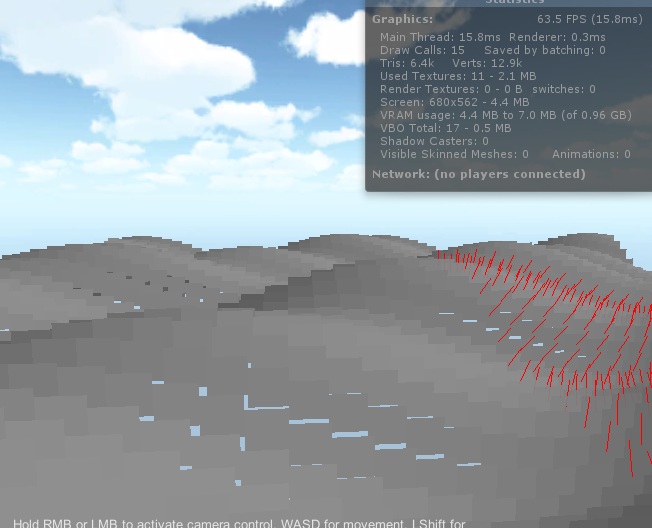 Statistics
Graphics: 63.5 FPS (15.8ms)
Main Thread: 15.8ms Renderer: 0.3ms
Draw Calls: 15 Saved by batching: 0
Tris: 6.4k Verts: 12.9k
Used Textures: 11 - 2.1 MB
Render Textures: 0 - 0 B switches: 0
Screen: 680x562 - 4.4 MB
VRAM usage: 4.4 MB to 7.0 MB (of 0.96 GB)
VBO Total: 17 - 0.5 MB
Shadow Casters: 0
Visible Skinned Meshes: 0 Animations: 0
Network: (no players connected)
Hold RMB or LMB to activate camera control, WASD for movement, LShift for